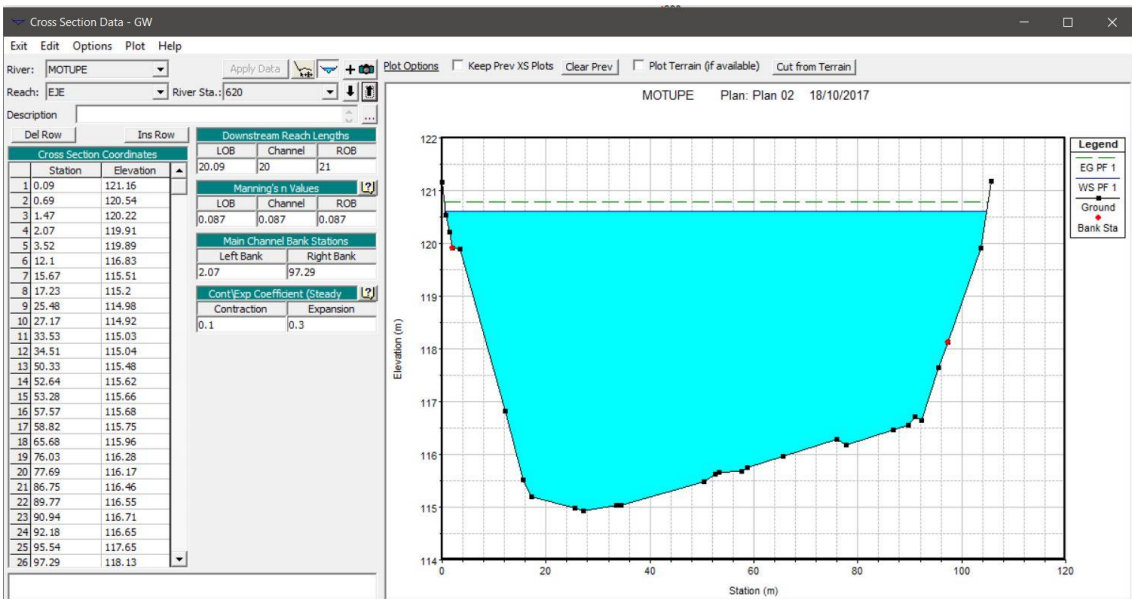 Cross Section Data - GW
Exit Edit Options Plot Help
River: MOTUPE Apply Data
Reach: EJE River Sta.: 620
Description ...
Del Row Ins Row
Cross Section Coordinates
Station Elevation
1 0.09 121.16
2 0.69 120.54
3 1.47 120.22
4 2.07 119.91
5 3.52 119.89
6 12.1 116.83
7 15.67 115.51
8 17.23 115.2
9 25.48 114.98
10 27.17 114.92
11 33.53 115.03
12 34.51 115.04
13 50.33 115.48
14 52.64 115.62
15 53.28 115.66
16 57.57 115.68
17 58.82 115.75
18 65.68 115.96
19 76.03 116.28
20 77.69 116.17
21 86.75 116.46
22 89.77 116.55
23 90.94 116.71
24 92.18 116.65
25 95.54 117.65
26 97.29 118.13
Downstream Reach Lengths
LOB Channel ROB
20.09 20 21
Manning's n Values
LOB Channel ROB
0.087 0.087 0.087
Main Channel Bank Stations
Left Bank Right Bank
2.07 97.29
Cont\Exp Coefficient (Steady
Contraction Expansion
0.1 0.3
Plot Options Keep Prev XS Plots Clear Prev Plot Terrain (if available) Cut from Terrain
MOTUPE Plan: Plan 02 18/10/2017
122
121
120
119
118
117
116
115
114
Elevation (m)
0 20 40 60 80 100 120
Station (m)
Legend
EG PF 1
WS PF 1
Ground
Bank Sta